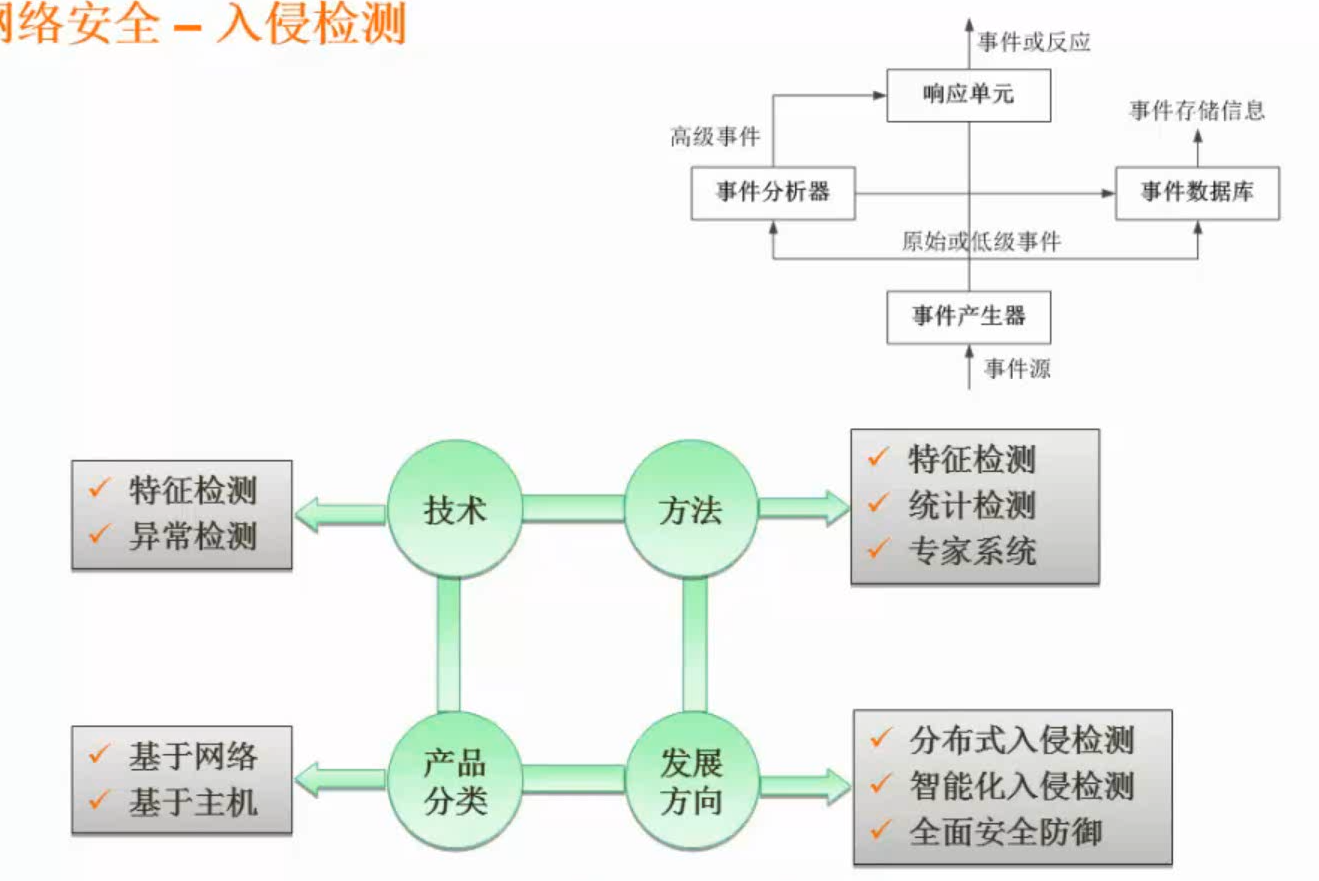 网络安全 – 入侵检测
事件或反应
响应单元
事件存储信息
高级事件
事件分析器
事件数据库
原始或低级事件
事件产生器
事件源
技术
方法
特征检测
异常检测
特征检测
统计检测
专家系统
产品
分类
发展
方向
基于网络
基于主机
分布式入侵检测
智能化入侵检测
全面安全防御